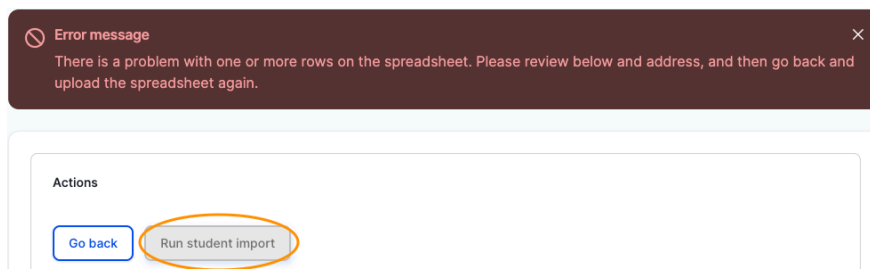 Error message
There is a problem with one or more rows on the spreadsheet. Please review below and address, and then go back and
upload the spreadsheet again.
Actions
Go back
Run student import